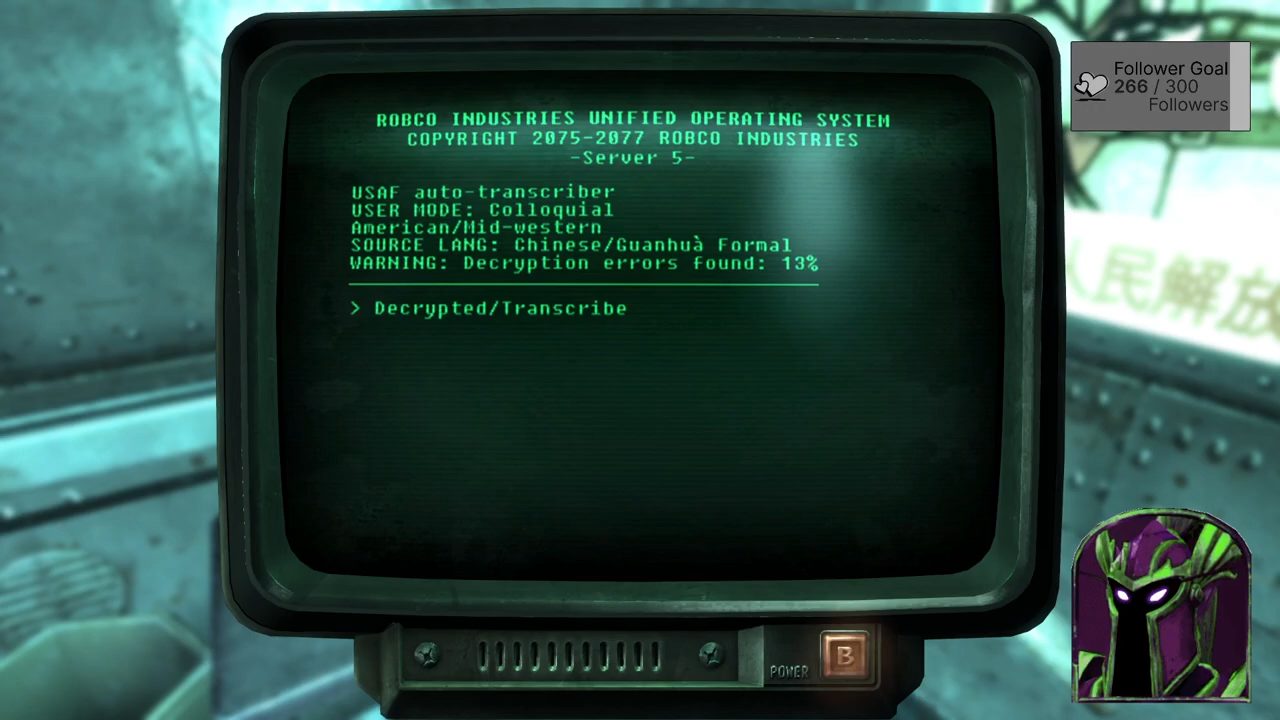 ROBCO INDUSTRIES UNIFIED OPERATING SYSTEM
COPYRIGHT 2075-2077 ROBCO INDUSTRIES
-Server 5-
USAF auto-transcriber
USER MODE: Colloquial
American/Mid-western
SOURCE LANG: Chinese/Guanhuà Formal
WARNING: Decryption errors found: 13%
> Decrypted/Transcribe
POWER
B
Follower Goal
266 / 300
Followers
人民解放